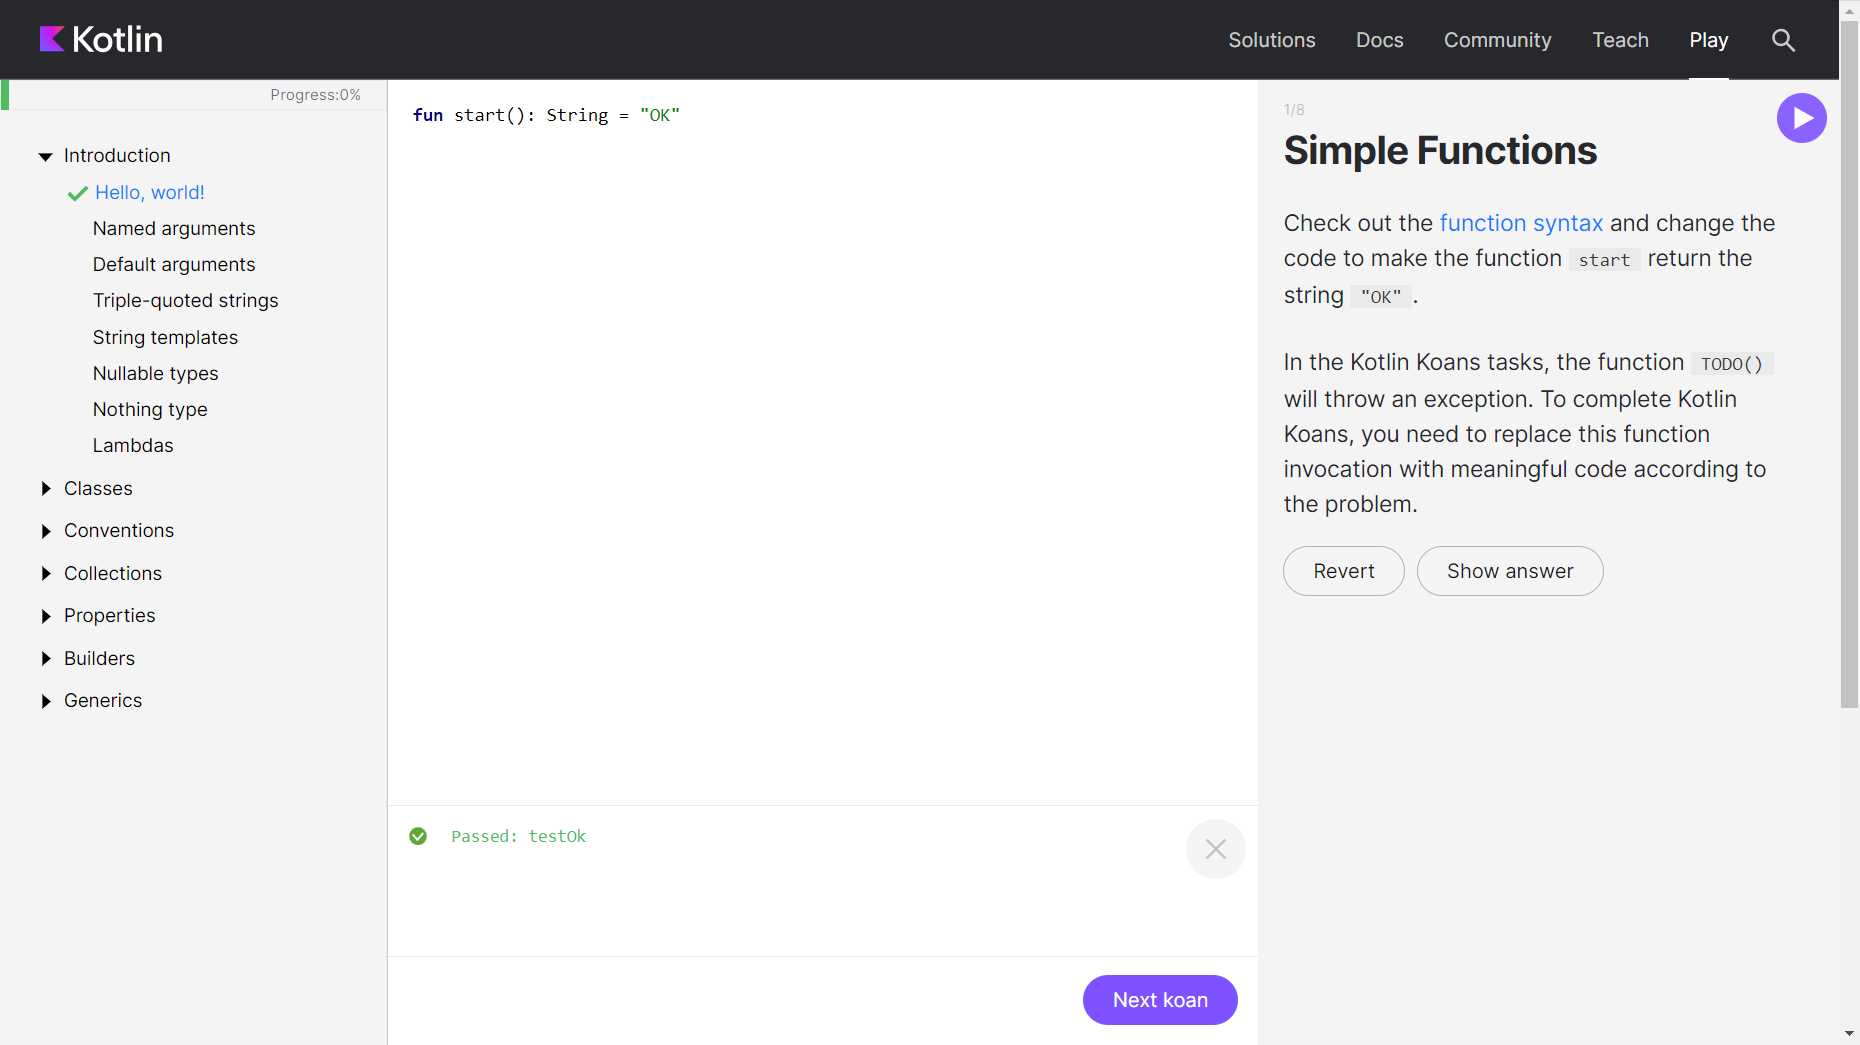 Kotlin
Solutions Docs Community Teach Play
Progress:0%
Introduction
Hello, world!
Named arguments
Default arguments
Triple-quoted strings
String templates
Nullable types
Nothing type
Lambdas
Classes
Conventions
Collections
Properties
Builders
Generics
fun start(): String = "OK"
Passed: testOk
Next koan
1/8
Simple Functions
Check out the function syntax and change the
code to make the function start return the
string "OK".
In the Kotlin Koans tasks, the function TODO()
will throw an exception. To complete Kotlin
Koans, you need to replace this function
invocation with meaningful code according to
the problem.
Revert Show answer